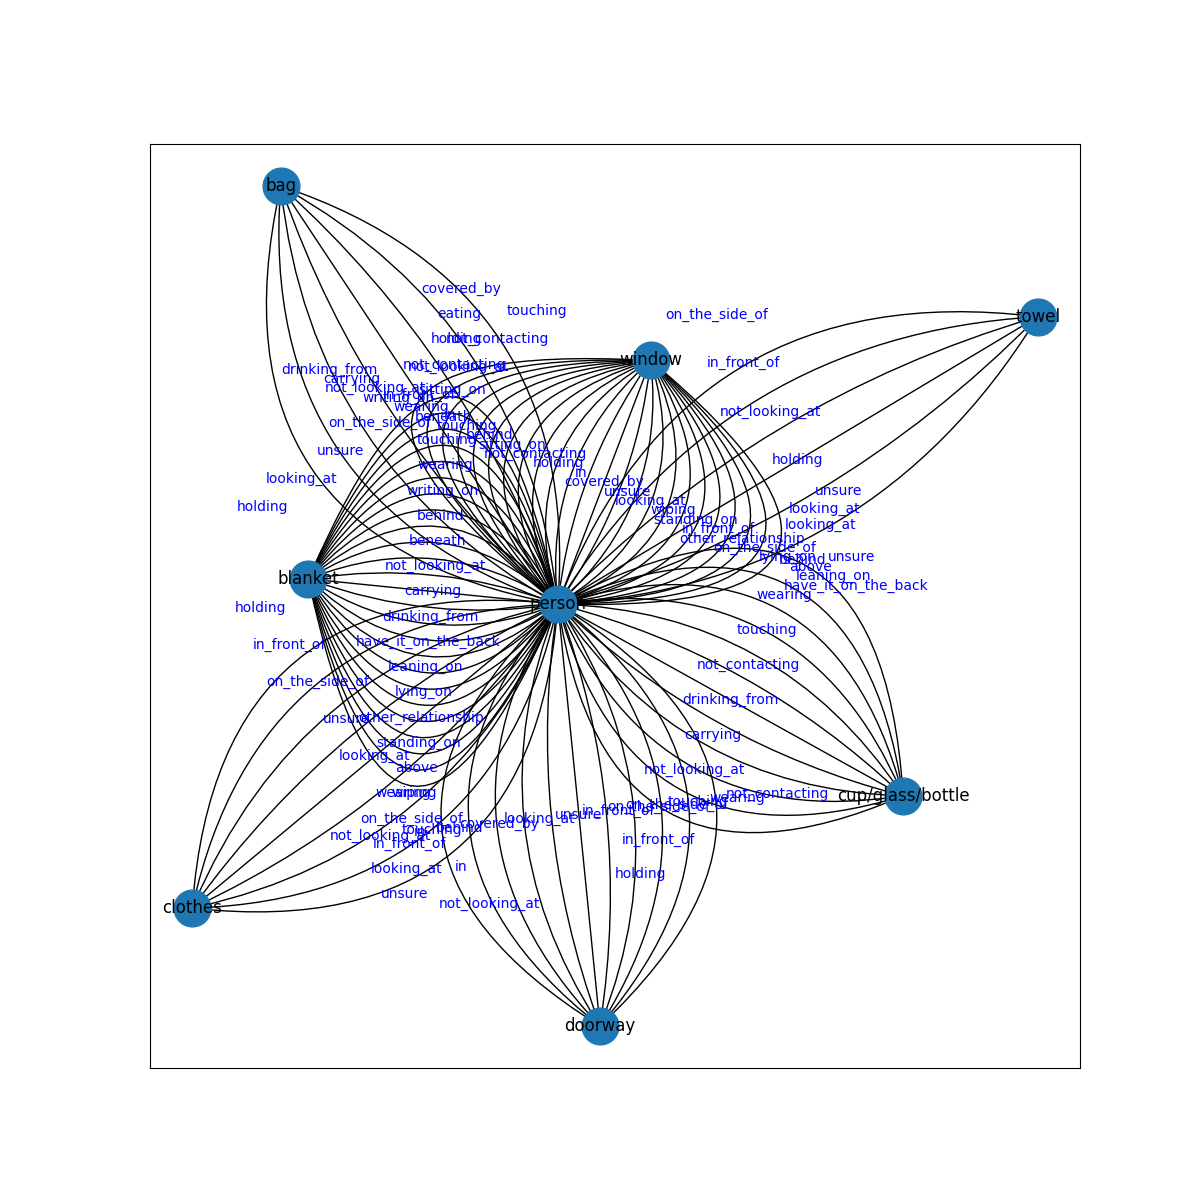 bag
covered_by
touching
eating
on_the_side_of
towel
holding
not_contacting
window
in_front_of
drinking_from
carrying
not_looking_at
not_contacting
not_looking_at
sitting_on
writing_on
wearing
beneath
not_looking_at
on_the_side_of
touching
behind
touching
sitting_on
unsure
not_contacting
holding
holding
wearing
in
looking_at
covered_by
writing_on
unsure
unsure
holding
looking_at
looking_at
wiping
behind
standing_on
looking_at
in_front_of
beneath
other_relationship
on_the_side_of
lying_on
behind
unsure
not_looking_at
above
leaning_on
blanket
have_it_on_the_back
carrying
wearing
holding
person
drinking_from
touching
in_front_of
have_it_on_the_back
leaning_on
not_contacting
on_the_side_of
lying_on
drinking_from
unsure
other_relationship
standing_on
carrying
looking_at
above
not_looking_at
wearing
wiping
not_contacting
cup/glass/bottle
wearing
touching
on_the_side_of
in_front_of
on_the_side_of
looking_at
unsure
covered_by
behind
touching
not_looking_at
in_front_of
in_front_of
looking_at
in
holding
unsure
not_looking_at
clothes
doorway